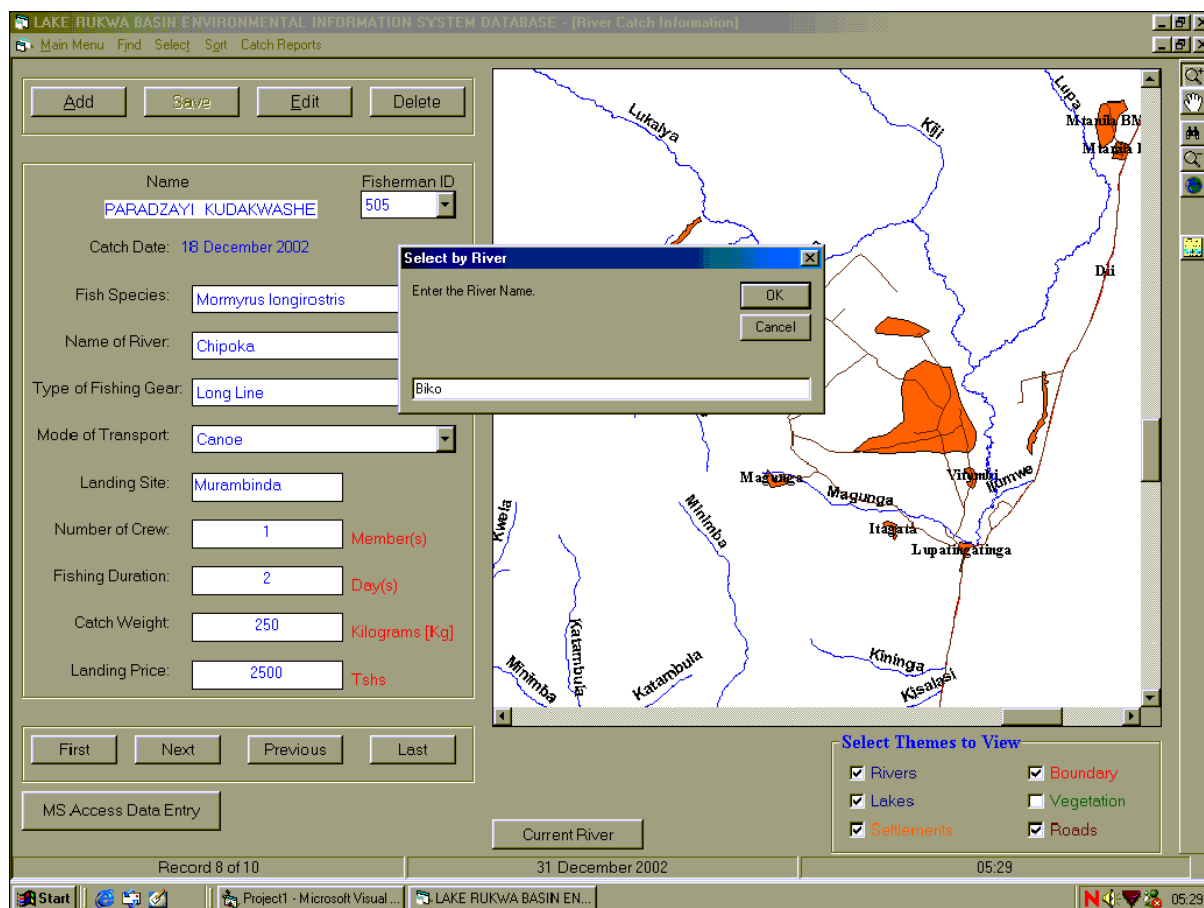 LAKE RUKWA BASIN ENVIRONMENTAL INFORMATION SYSTEM DATABASE - [River Catch Information]
Main Menu Find Select Sort Catch Reports
Add Save Edit Delete
Name Fisherman ID
PARADZAYI KUDAKWASHE 505
Catch Date: 18 December 2002
Fish Species: Mormyrus longirostris
Name of River: Chipoka
Type of Fishing Gear: Long Line
Mode of Transport: Canoe
Landing Site: Murambinda
Number of Crew: 1 Member(s)
Fishing Duration: 2 Day(s)
Catch Weight: 250 Kilograms [Kg]
Landing Price: 2500 Tshs
First Next Previous Last
MS Access Data Entry
Select by River
Enter the River Name.
OK
Cancel
Biko
Lukalya
Kiji
Lupa
Mtanila BM
Mtanila
Magunga
Magunga
Ilumwe
Itagata
Lupatingatinga
Kwela
Minimba
Minimba
Katambula
Katambula
Kininga
Kisalasi
Current River
Select Themes to View
Rivers Boundary
Lakes Vegetation
Settlements Roads
Record 8 of 10 31 December 2002 05:29
Start Project1 - Microsoft Visual ... LAKE RUKWA BASIN EN... N 05:29